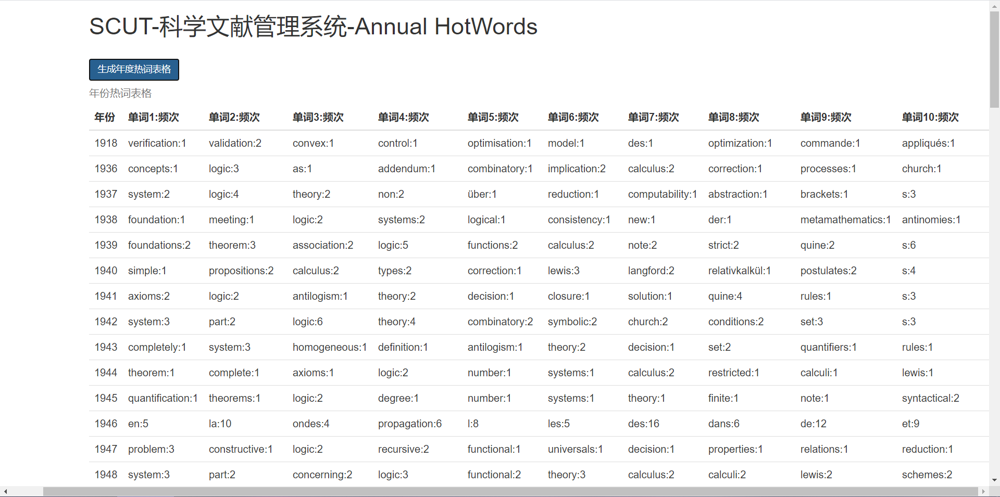 SCUT-科学文献管理系统-Annual HotWords
生成年度热词表格
年份热词表格
年份 单词1:频次 单词2:频次 单词3:频次 单词4:频次 单词5:频次 单词6:频次 单词7:频次 单词8:频次 单词9:频次 单词10:频次
1918 verification:1 validation:2 convex:1 control:1 optimisation:1 model:1 des:1 optimization:1 commande:1 appliqués:1
1936 concepts:1 logic:3 as:1 addendum:1 combinatory:1 implication:2 calculus:2 correction:1 processes:1 church:1
1937 system:2 logic:4 theory:2 non:2 über:1 reduction:1 computability:1 abstraction:1 brackets:1 s:3
1938 foundation:1 meeting:1 logic:2 systems:2 logical:1 consistency:1 new:1 der:1 metamathematics:1 antinomies:1
1939 foundations:2 theorem:3 association:2 logic:5 functions:2 calculus:2 note:2 strict:2 quine:2 s:6
1940 simple:1 propositions:2 calculus:2 types:2 correction:1 lewis:3 langford:2 relativkalkül:1 postulates:2 s:4
1941 axioms:2 logic:2 antilogism:1 theory:2 decision:1 closure:1 solution:1 quine:4 rules:1 s:3
1942 system:3 part:2 logic:6 theory:4 combinatory:2 symbolic:2 church:2 conditions:2 set:3 s:3
1943 completely:1 system:3 homogeneous:1 definition:1 antilogism:1 theory:2 decision:1 set:2 quantifiers:1 rules:1
1944 theorem:1 complete:1 axioms:1 logic:2 number:1 systems:1 calculus:2 restricted:1 calculi:1 lewis:1
1945 quantification:1 theorems:1 logic:2 degree:1 number:1 systems:1 theory:1 finite:1 note:1 syntactical:2
1946 en:5 la:10 ondes:4 propagation:6 l:8 les:5 des:16 dans:6 de:12 et:9
1947 problem:3 constructive:1 logic:2 recursive:2 functional:1 universals:1 decision:1 properties:1 relations:1 reduction:1
1948 system:3 part:2 concerning:2 logic:3 functional:2 theory:3 calculus:2 calculi:2 lewis:2 schemes:2